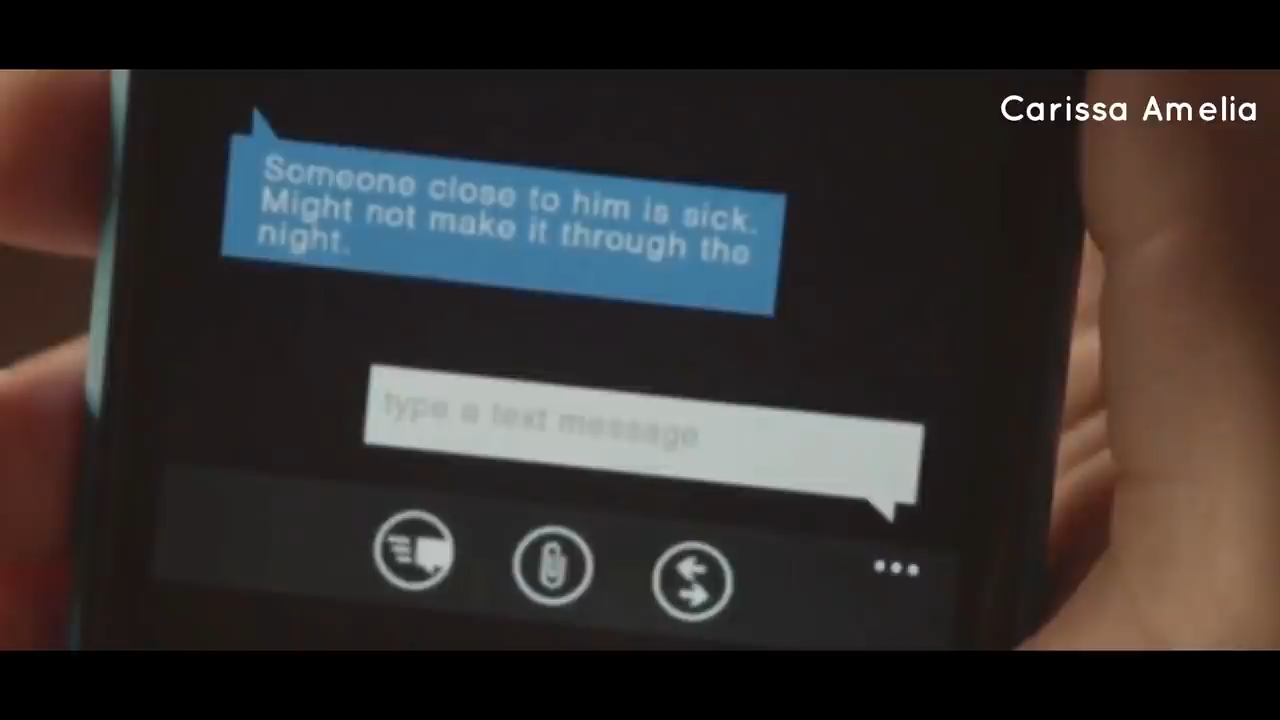 Carissa Amelia
Someone close to him is sick.
Might not make it through the
night.
type a text message